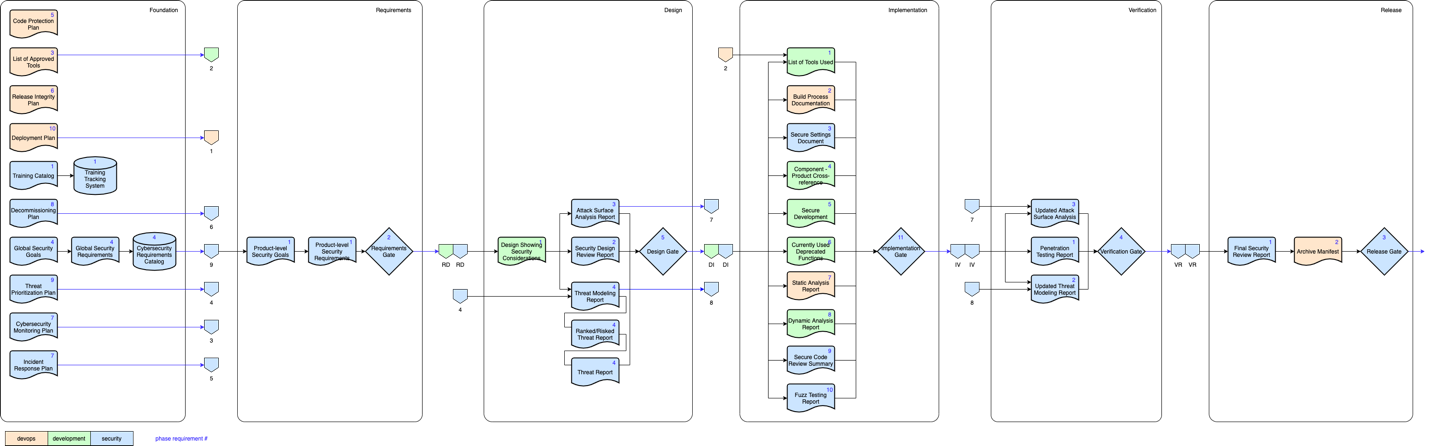 Foundation
5
Code Protection
Plan
3
List of Approved
Tools
2
6
Release Integrity
Plan
10
Deployment Plan
1
1
Training Catalog
1
Training
Tracking
System
8
Decommissioning
Plan
6
4
Global Security
Goals
4
Global Security
Requirements
4
Cybersecurity
Requirements
Catalog
9
9
Threat
Prioritization Plan
4
7
Cybersecurity
Monitoring Plan
3
7
Incident
Response Plan
5
Requirements
1
Product-level
Security Goals
1
Product-level
Security
Requirements
2
Requirements
Gate
RD
RD
4
Design
1
Design Showing
Security
Considerations
3
Attack Surface
Analysis Report
2
Security Design
Review Report
4
Threat Modeling
Report
4
Ranked/Risked
Threat Report
4
Threat Report
5
Design Gate
7
DI
DI
8
Implementation
2
1
List of Tools Used
2
Build Process
Documentation
3
Secure Settings
Document
4
Component -
Product Cross-
reference
5
Secure
Development
6
Currently Used
Deprecated
Functions
7
Static Analysis
Report
8
Dynamic Analysis
Report
9
Secure Code
Review Summary
10
Fuzz Testing
Report
11
Implementation
Gate
IV
IV
7
8
Verification
3
Updated Attack
Surface Analysis
1
Penetration
Testing Report
2
Updated Threat
Modeling Report
4
Verification Gate
VR
VR
Release
1
Final Security
Review Report
2
Archive Manifest
3
Release Gate
devops
development
security
phase requirement #